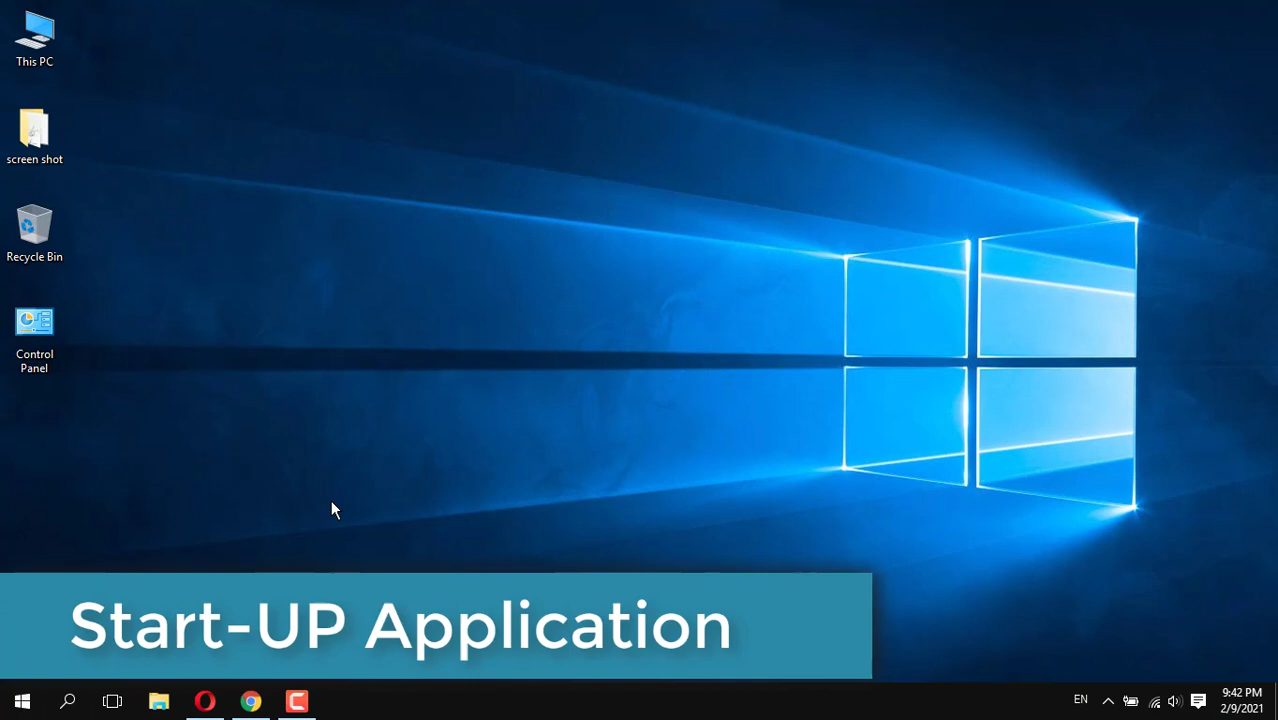 This PC
screen shot
Recycle Bin
Control
Panel
Start-UP Application
EN
9:42 PM
2/9/2021